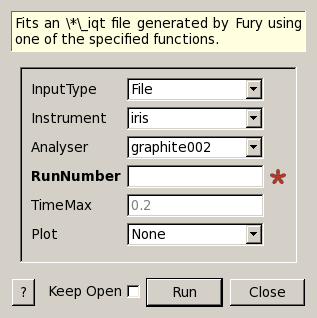 Fits an \*\_iqt file generated by Fury using
one of the specified functions.
InputType File
Instrument iris
Analyser graphite002
RunNumber *
TimeMax 0.2
Plot None
? Keep Open Run Close